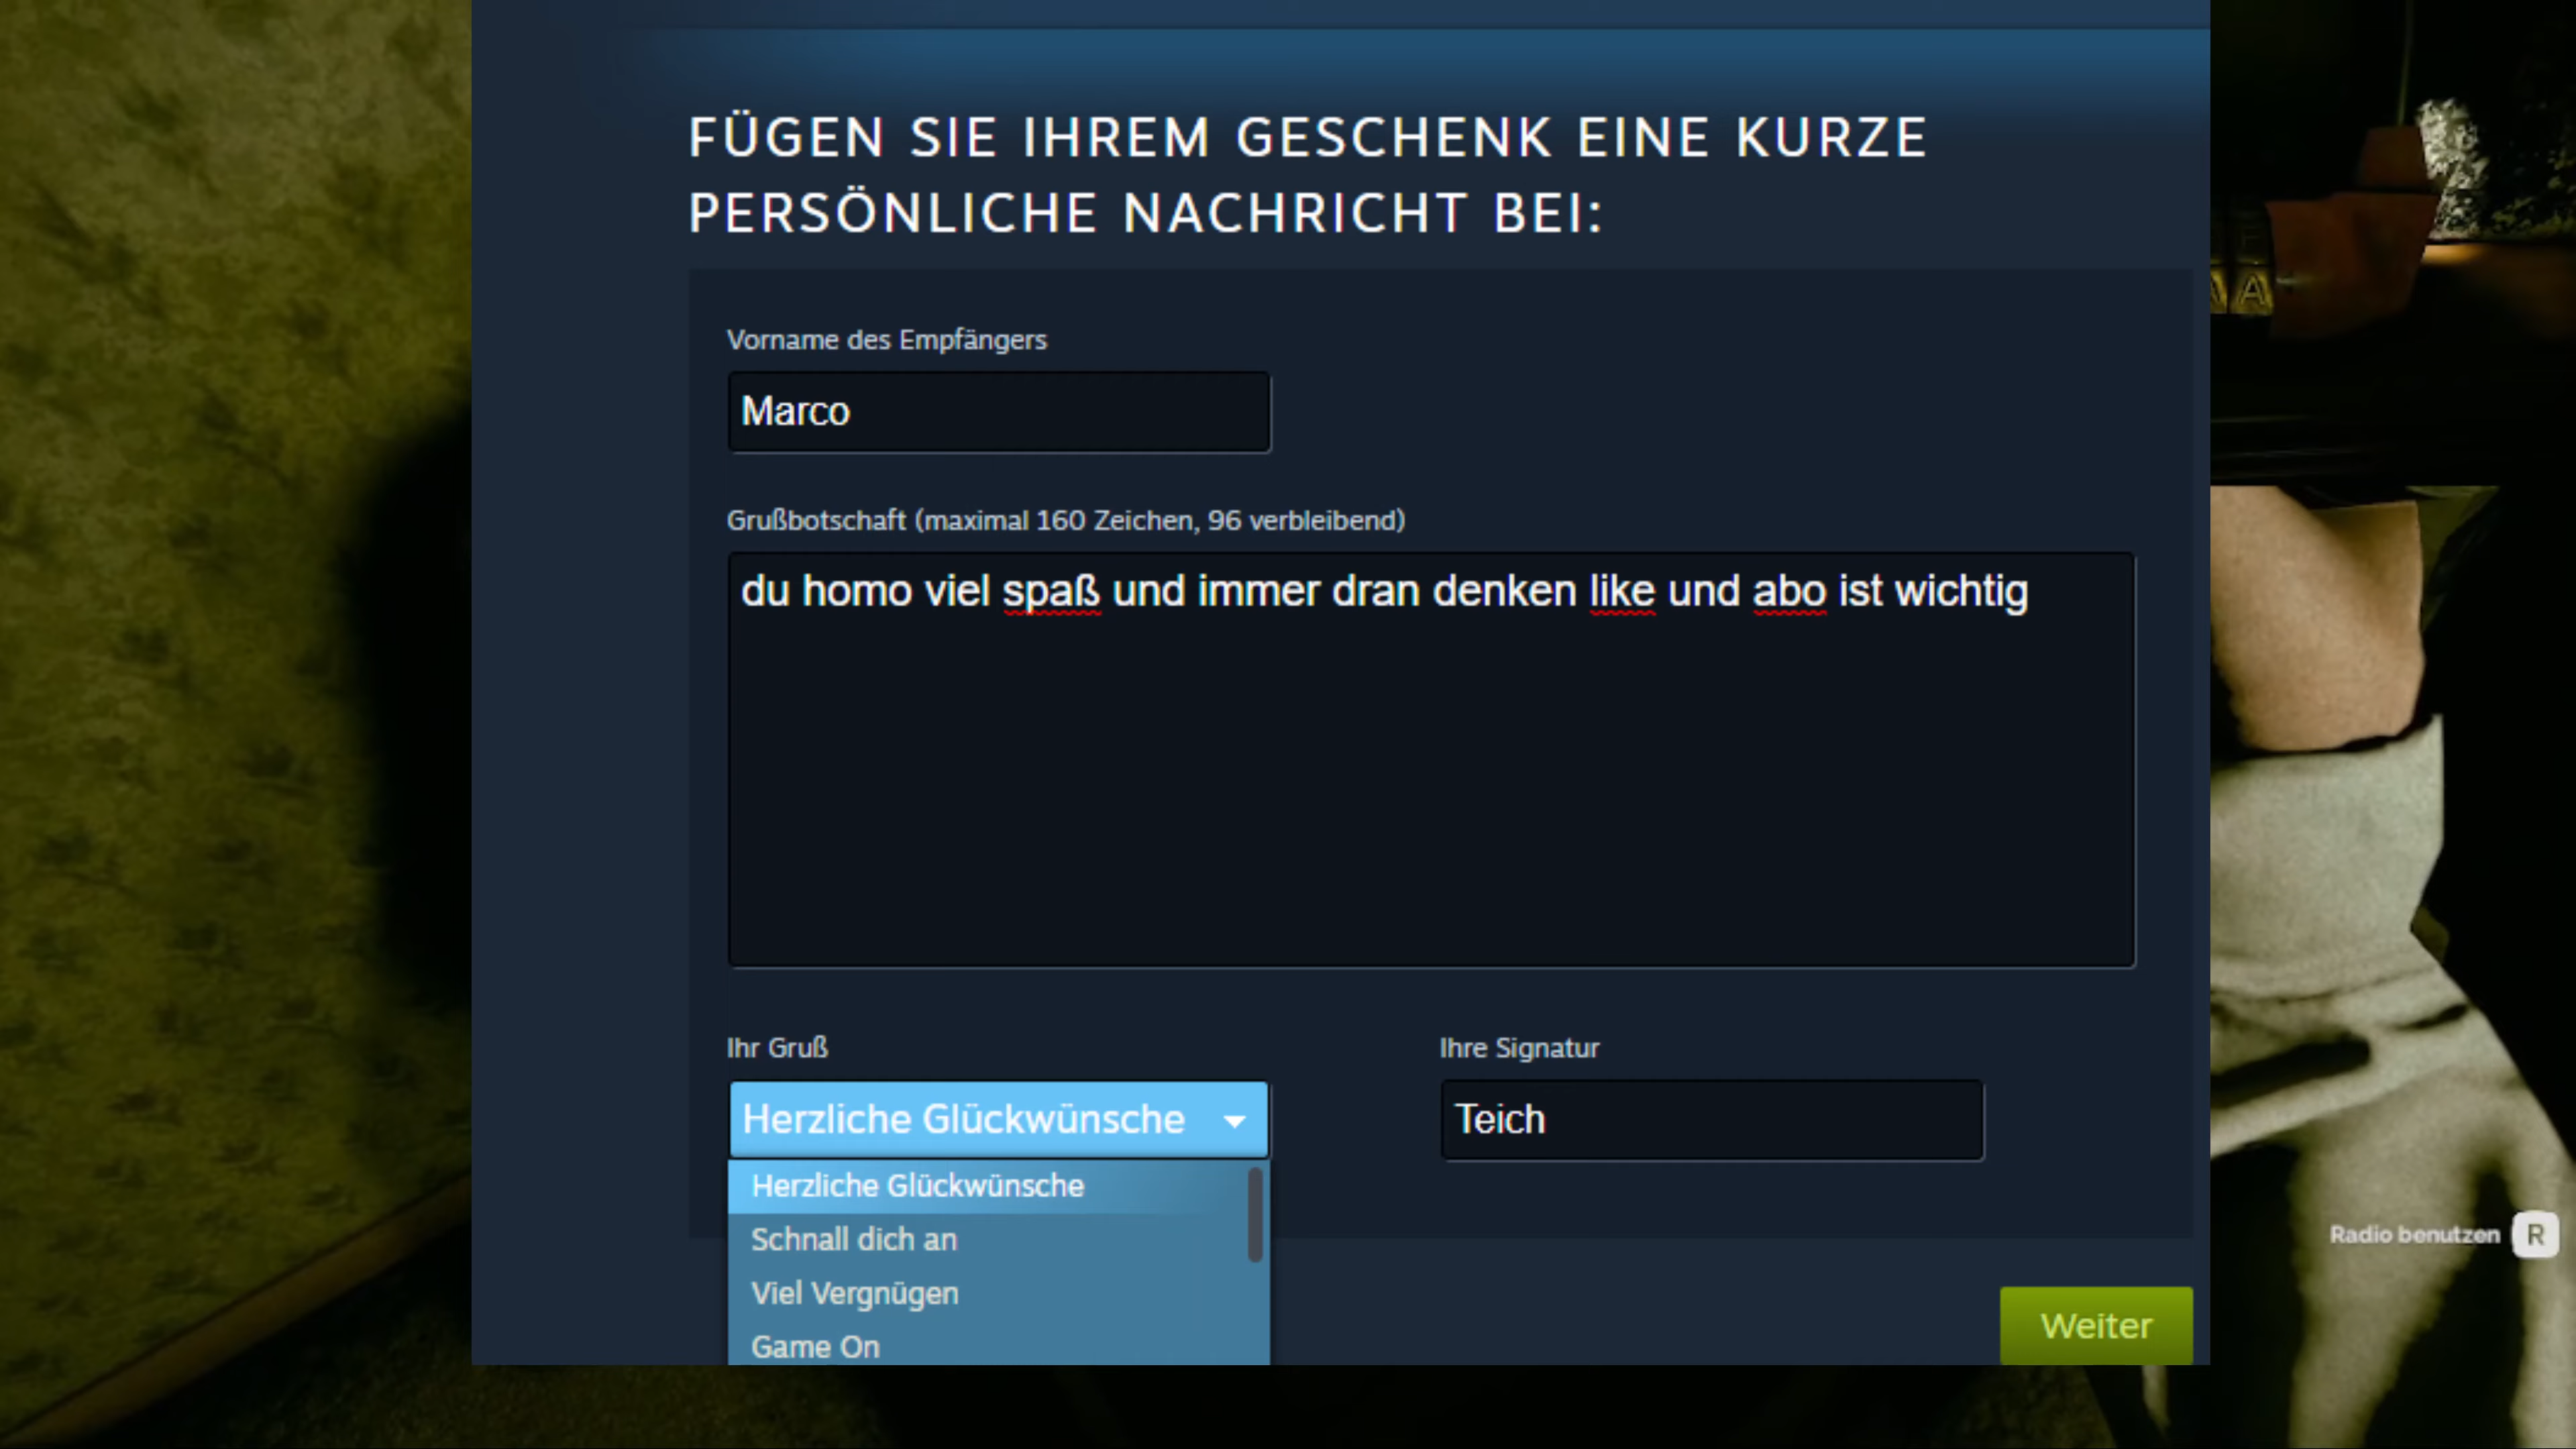 FÜGEN SIE IHREM GESCHENK EINE KURZE
PERSÖNLICHE NACHRICHT BEI:
Vorname des Empfängers
Marco
Grußbotschaft (maximal 160 Zeichen, 96 verbleibend)
du homo viel spaß und immer dran denken like und abo ist wichtig
Ihr Gruß
Ihre Signatur
Herzliche Glückwünsche
Teich
Herzliche Glückwünsche
Schnall dich an
Viel Vergnügen
Game On
Weiter
Radio benutzen R